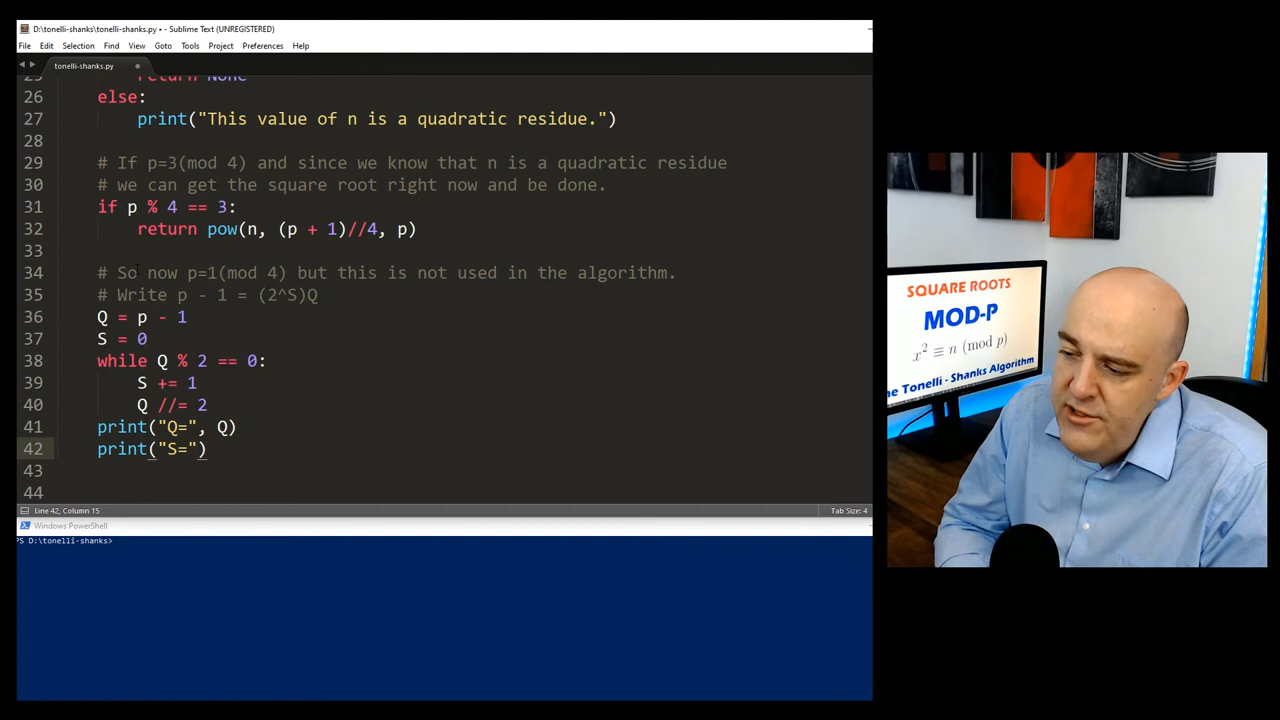 D:\tonelli-shanks\tonelli-shanks.py • - Sublime Text (UNREGISTERED)
File Edit Selection Find View Goto Tools Project Preferences Help
tonelli-shanks.py
25 return None
26 else:
27 print("This value of n is a quadratic residue.")
28
29 # If p=3(mod 4) and since we know that n is a quadratic residue
30 # we can get the square root right now and be done.
31 if p % 4 == 3:
32 return pow(n, (p + 1)//4, p)
33
34 # So now p=1(mod 4) but this is not used in the algorithm.
35 # Write p - 1 = (2^S)Q
36 Q = p - 1
37 S = 0
38 while Q % 2 == 0:
39 S += 1
40 Q //= 2
41 print("Q=", Q)
42 print("S=")
43
44
Line 42, Column 15 Tab Size: 4
Windows PowerShell
PS D:\tonelli-shanks>
SQUARE ROOTS
MOD-P
x² ≡ n (mod p)
he Tonelli - Shanks Algorithm